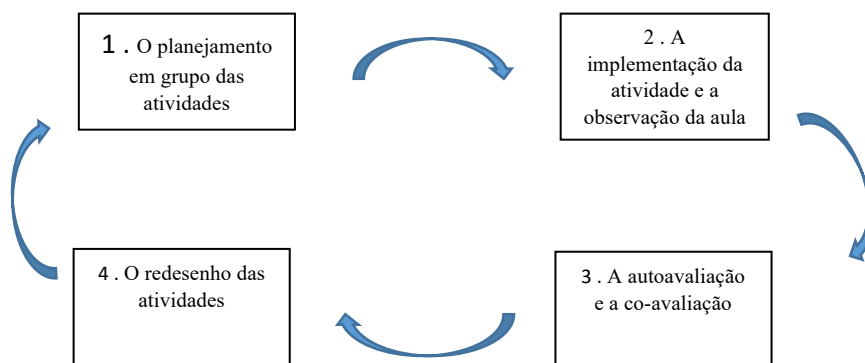 1 . O planejamento
em grupo das
atividades
2 . A
implementação da
atividade e a
observação da aula
3 . A autoavaliação
e a co-avaliação
4 . O redesenho das
atividades